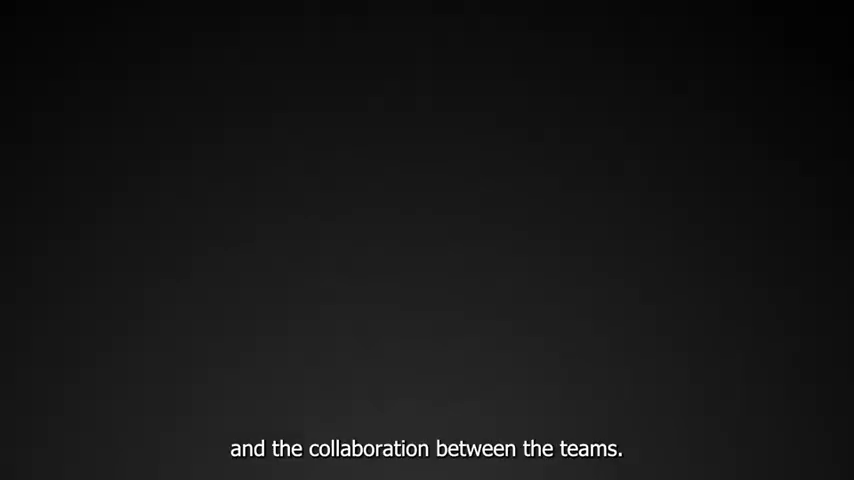 and the collaboration between the teams.